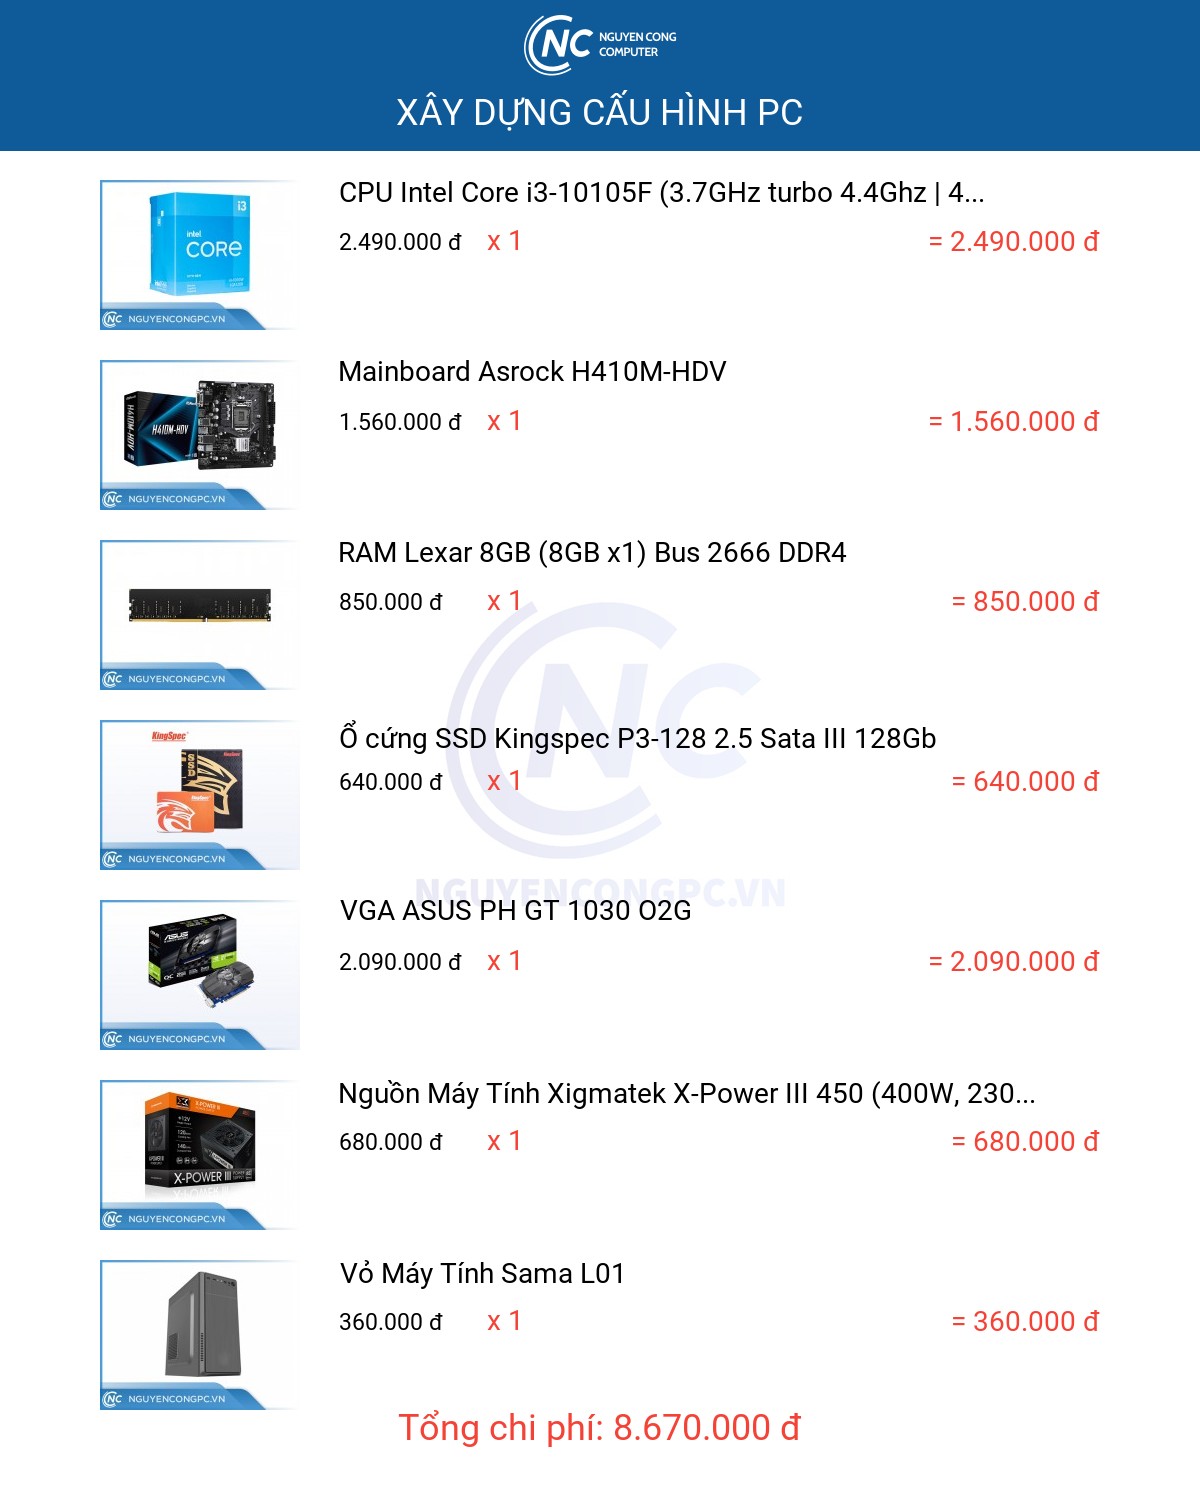 NC NGUYEN CONG
COMPUTER
XÂY DỰNG CẤU HÌNH PC
CPU Intel Core i3-10105F (3.7GHz turbo 4.4Ghz | 4...
2.490.000 đ x 1 = 2.490.000 đ
i3
intel
CORE
NC NGUYENCONGPC.VN
Mainboard Asrock H410M-HDV
1.560.000 đ x 1 = 1.560.000 đ
H410M-HDV
H410M-HDV
NC NGUYENCONGPC.VN
RAM Lexar 8GB (8GB x1) Bus 2666 DDR4
850.000 đ x 1 = 850.000 đ
NC NGUYENCONGPC.VN
Ổ cứng SSD Kingspec P3-128 2.5 Sata III 128Gb
640.000 đ x 1 = 640.000 đ
KingSpec
SSD
NC NGUYENCONGPC.VN
NC
NGUYENCONGPC.VN
VGA ASUS PH GT 1030 O2G
2.090.000 đ x 1 = 2.090.000 đ
ASUS
NC NGUYENCONGPC.VN
Nguồn Máy Tính Xigmatek X-Power III 450 (400W, 230...
680.000 đ x 1 = 680.000 đ
X-POWER III
X-POWER III
NC NGUYENCONGPC.VN
Vỏ Máy Tính Sama L01
360.000 đ x 1 = 360.000 đ
NC NGUYENCONGPC.VN
Tổng chi phí: 8.670.000 đ